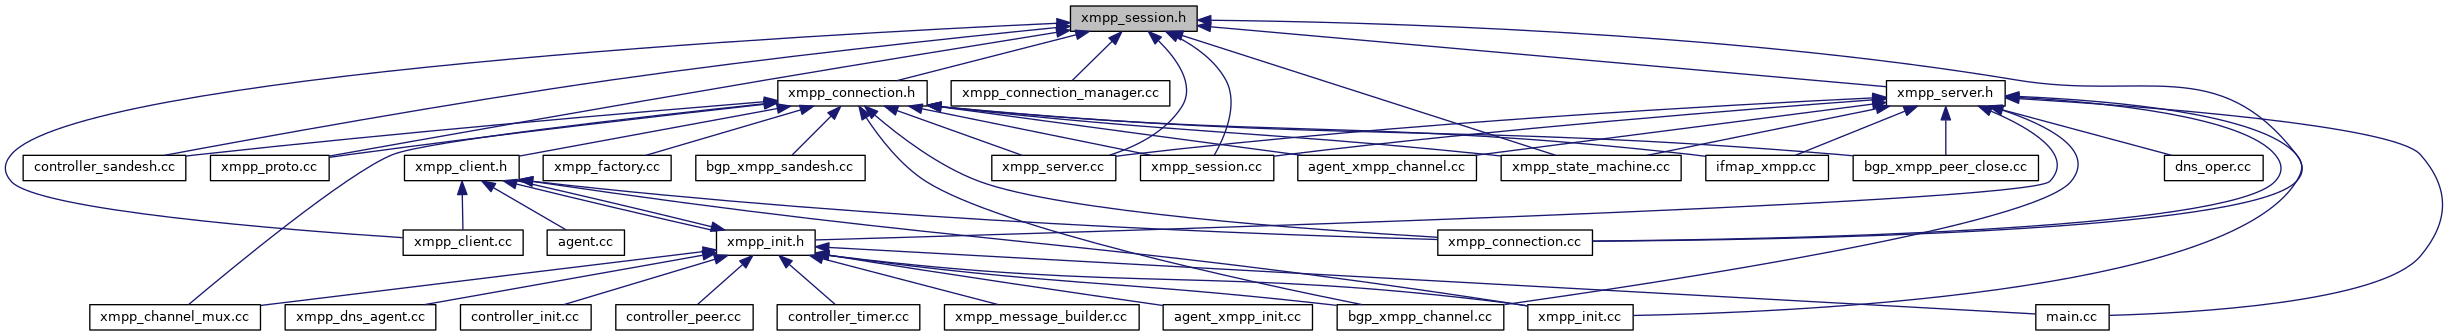 xmpp_session.h
xmpp_connection.h
xmpp_connection_manager.cc
xmpp_server.h
controller_sandesh.cc
xmpp_proto.cc
xmpp_client.h
xmpp_factory.cc
bgp_xmpp_sandesh.cc
xmpp_server.cc
xmpp_session.cc
agent_xmpp_channel.cc
xmpp_state_machine.cc
ifmap_xmpp.cc
bgp_xmpp_peer_close.cc
dns_oper.cc
xmpp_client.cc
agent.cc
xmpp_init.h
xmpp_connection.cc
xmpp_channel_mux.cc
xmpp_dns_agent.cc
controller_init.cc
controller_peer.cc
controller_timer.cc
xmpp_message_builder.cc
agent_xmpp_init.cc
bgp_xmpp_channel.cc
xmpp_init.cc
main.cc